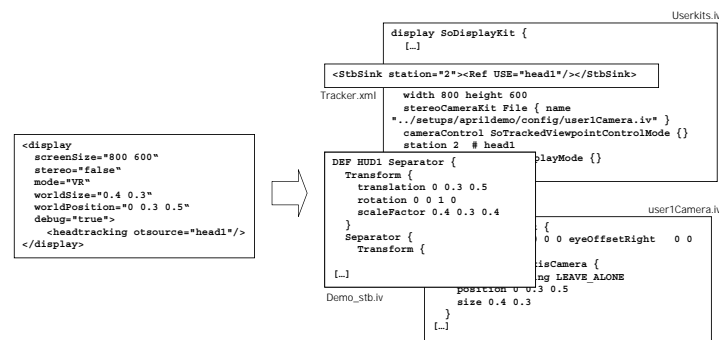 Userkits.iv
display SoDisplayKit {
[…]
<StbSink station="2"><Ref USE="head1"/></StbSink>
Tracker.xml
width 800 height 600
stereoCameraKit File { name
"../setups/aprildemo/config/user1Camera.iv" }
cameraControl SoTrackedViewpointControlMode {}
station 2 # head1
playMode {}
<display
screenSize="800 600“
stereo="false“
mode="VR“
worldSize="0.4 0.3“
worldPosition="0 0.3 0.5“
debug="true">
<headtracking otsource="head1"/>
</display>
DEF HUD1 Separator {
Transform {
translation 0 0.3 0.5
rotation 0 0 1 0
scaleFactor 0.4 0.3 0.4
}
Separator {
Transform {
[…]
Demo_stb.iv
user1Camera.iv
{
0 0 eyeOffsetRight 0 0
isCamera {
ng LEAVE_ALONE
position 0 0.3 0.5
size 0.4 0.3
}
[…]